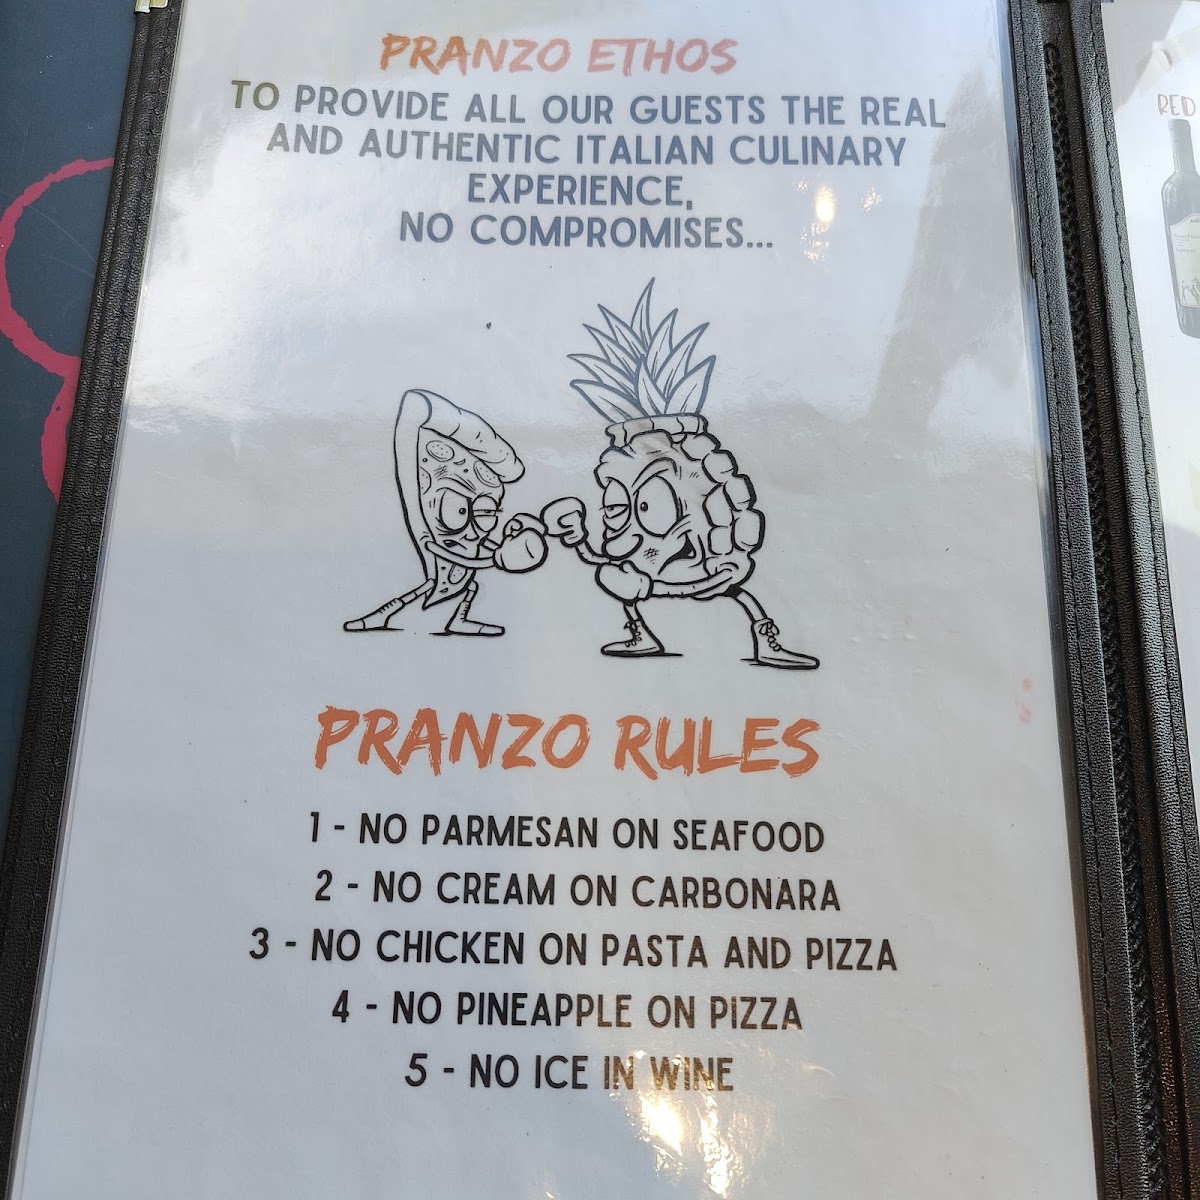 PRANZO ETHOS
TO PROVIDE ALL OUR GUESTS THE REAL
AND AUTHENTIC ITALIAN CULINARY
EXPERIENCE,
NO COMPROMISES...
PRANZO RULES
1 - NO PARMESAN ON SEAFOOD
2 - NO CREAM ON CARBONARA
3 - NO CHICKEN ON PASTA AND PIZZA
4 - NO PINEAPPLE ON PIZZA
5 - NO ICE IN WINE
RED